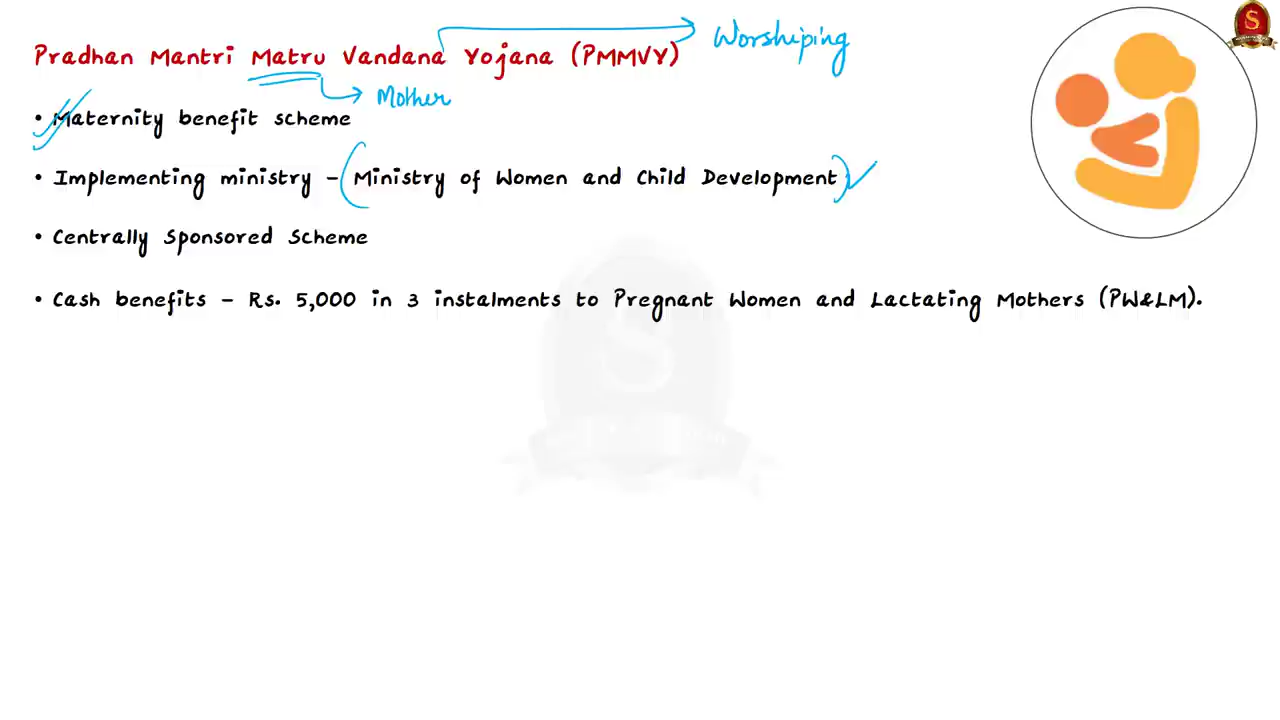 Pradhan Mantri Matru Vandana Yojana (PMMVY)
Worshiping
Mother
• Maternity benefit scheme
• Implementing ministry – (Ministry of Women and Child Development)
• Centrally Sponsored Scheme
• Cash benefits – Rs. 5,000 in 3 instalments to Pregnant Women and Lactating Mothers (PW&LM).
S
S